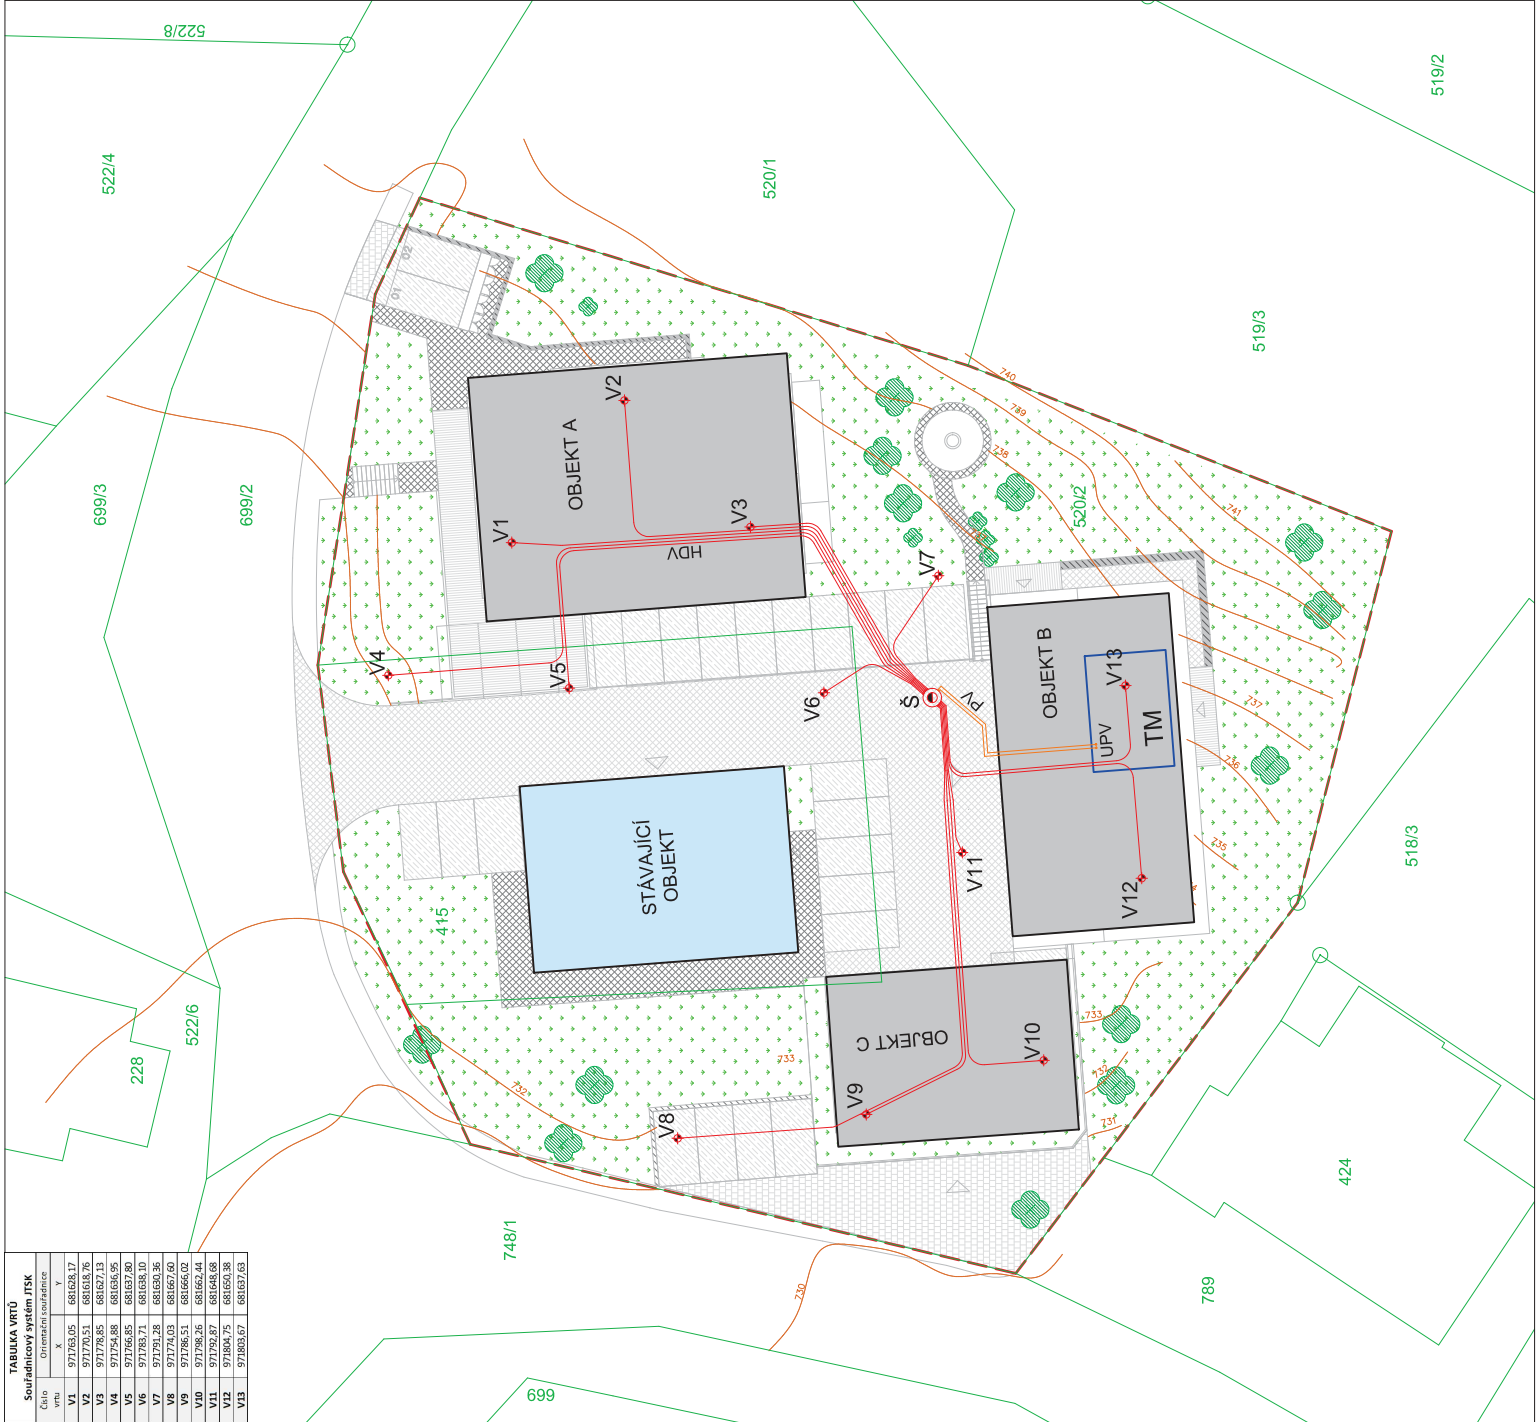 522/8
522/4
519/2
520/1
02
01
519/3
740
739
738
V2
OBJEKT A
V1
V3
HDV
699/3
699/2
520/2
741
V7
V4
V5
V6
Š
PV
OBJEKT B
V13
UPV
TM
737
736
735
STÁVAJÍCÍ
OBJEKT
V11
V12
518/3
415
522/6
228
OBJEKT C
V10
V9
V8
733
733
732
732
731
424
748/1
730
789
699
TABULKA VRTŮ
Souřadnicový systém JTSK
Číslo vrtu Orientační souřadnice
X Y
V1 971763,05 681628,17
V2 971770,51 681618,76
V3 971778,85 681627,13
V4 971754,88 681636,95
V5 971766,85 681637,80
V6 971783,71 681638,10
V7 971791,28 681630,36
V8 971774,03 681667,60
V9 971786,51 681666,02
V10 971798,26 681662,44
V11 971792,87 681648,68
V12 971804,75 681650,38
V13 971803,67 681637,63